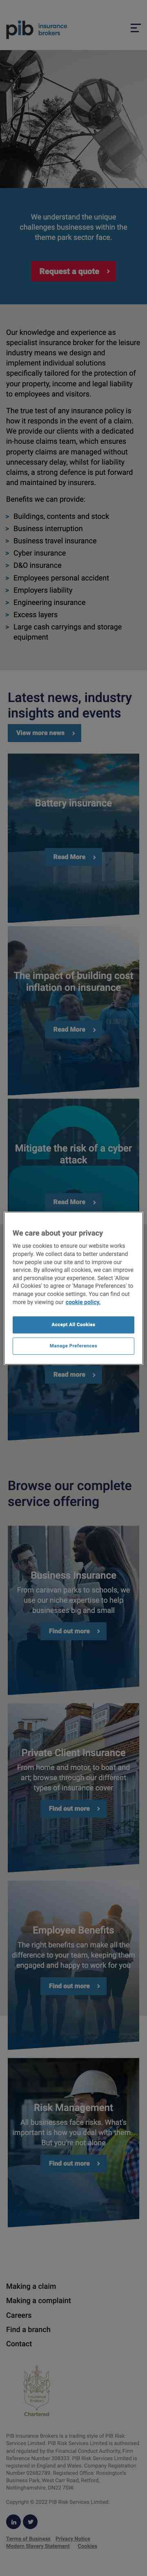 pib insurance
brokers
We understand the unique
challenges businesses within the
theme park sector face.
Request a quote
Our knowledge and experience as
specialist insurance broker for the leisure
industry means we design and
implement individual solutions
specifically tailored for the protection of
your property, income and legal liability
to employees and visitors.
The true test of any insurance policy is
how it responds in the event of a claim.
We provide our clients with a dedicated
in-house claims team, which ensures
property claims are managed without
unnecessary delay, whilst for liability
claims, a strong defence is put forward
and maintained by insurers.
Benefits we can provide:
Buildings, contents and stock
Business interruption
Business travel insurance
Cyber insurance
D&O insurance
Employees personal accident
Employers liability
Engineering insurance
Excess layers
Large cash carryings and storage
equipment
Latest news, industry
insights and events
View more news
Battery insurance
Read More
The impact of building cost
inflation on insurance
Read More
Mitigate the risk of a cyber
attack
Read More
We care about your privacy
We use cookies to ensure our website works
properly. We collect data to better understand
how people use our site and to improve our
service. By allowing all cookies, we can improve
and personalise your experience. Select 'Allow
All Cookies' to agree or 'Manage Preferences' to
change your cookie settings. You can find out
more by viewing our cookie policy.
Accept All Cookies
Manage Preferences
Read more
Browse our complete
service offering
Business Insurance
From caravan parks to schools, we
use our niche expertise to help
businesses big and small
Find out more
Private Client Insurance
From home and motor, to boat and
art; browse through our different
types of insurance cover
Find out more
Employee Benefits
The right benefits can make all the
difference to your team, keeping them
engaged and happy to work for you
Find out more
Risk Management
All businesses face risks. What's
important is how you deal with them.
But you're not alone
Find out more
Making a claim
Making a complaint
Careers
Find a branch
Contact
Chartered
PIB Insurance Brokers is a trading style of PIB Risk
Services Limited. PIB Risk Services Limited is authorised
and regulated by the Financial Conduct Authority, Firm
Reference Number 308333. PIB Risk Services Limited is
registered in England and Wales. Company Registration
Number 02682789. Registered Office: Rossington's
Business Park, West Carr Road, Retford,
Nottinghamshire, DN22 7SW.
Copyright © 2022 PIB Risk Services Limited.
Terms of Business Privacy Notice
Modern Slavery Statement Cookies